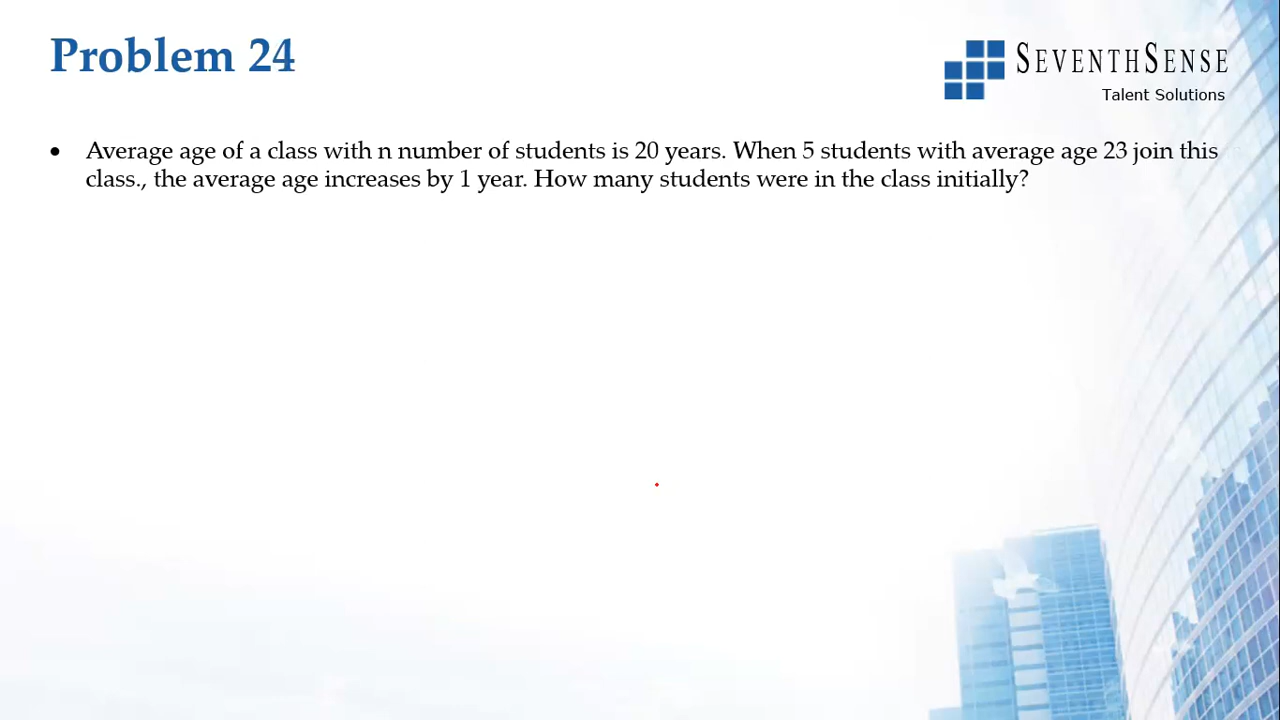 Problem 24
SEVENTHSENSE
Talent Solutions
• Average age of a class with n number of students is 20 years. When 5 students with average age 23 join this
class., the average age increases by 1 year. How many students were in the class initially?